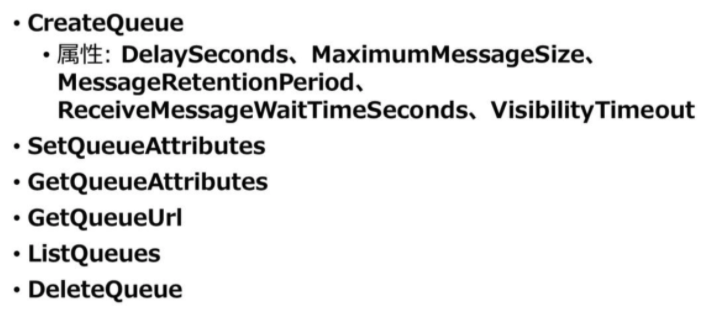 • CreateQueue
• 属性: DelaySeconds、MaximumMessageSize、
MessageRetentionPeriod、
ReceiveMessageWaitTimeSeconds、VisibilityTimeout
• SetQueueAttributes
• GetQueueAttributes
• GetQueueUrl
• ListQueues
• DeleteQueue